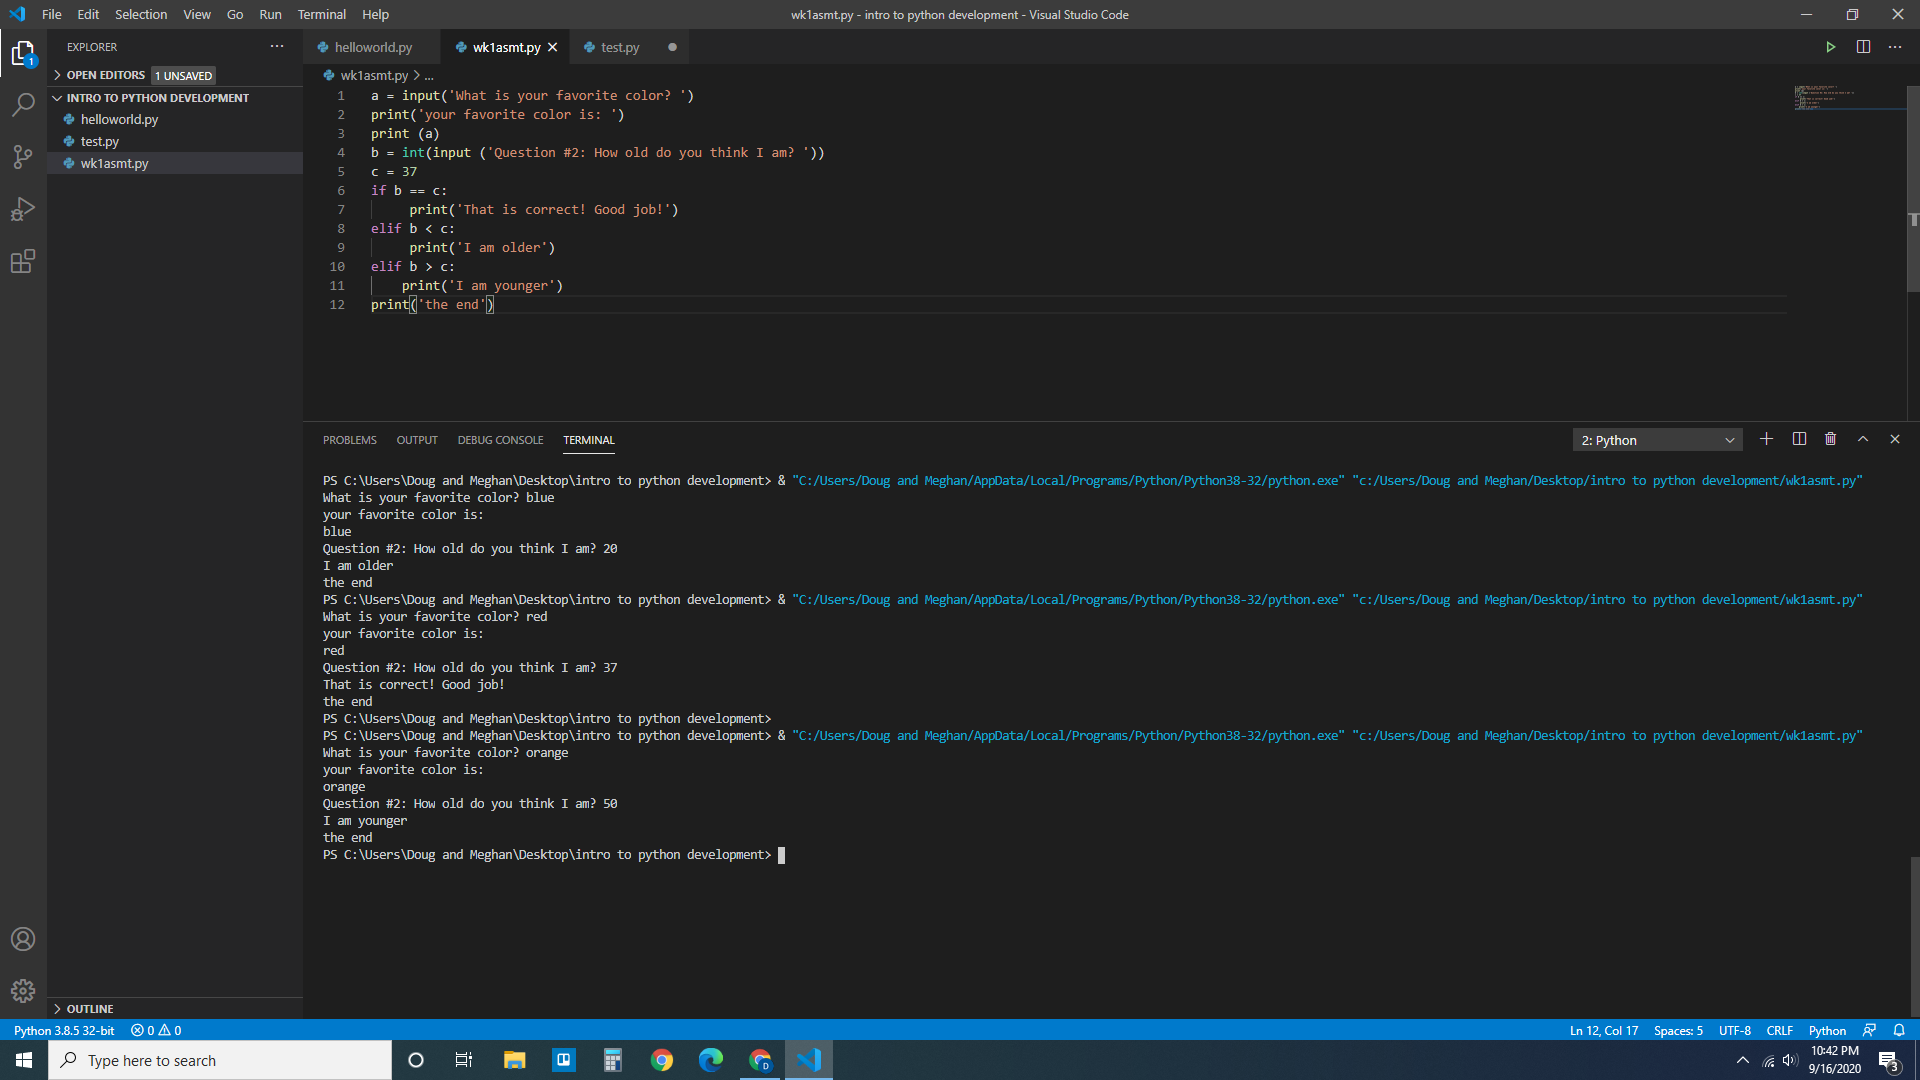 File Edit Selection View Go Run Terminal Help wk1asmt.py - intro to python development - Visual Studio Code
EXPLORER ... helloworld.py wk1asmt.py test.py
OPEN EDITORS 1 UNSAVED
wk1asmt.py > ...
INTRO TO PYTHON DEVELOPMENT
helloworld.py
test.py
wk1asmt.py
1 a = input('What is your favorite color? ')
2 print('your favorite color is: ')
3 print (a)
4 b = int(input ('Question #2: How old do you think I am? '))
5 c = 37
6 if b == c:
7 print('That is correct! Good job!')
8 elif b < c:
9 print('I am older')
10 elif b > c:
11 print('I am younger')
12 print('the end')
PROBLEMS OUTPUT DEBUG CONSOLE TERMINAL 2: Python
PS C:\Users\Doug and Meghan\Desktop\intro to python development> & "C:/Users/Doug and Meghan/AppData/Local/Programs/Python/Python38-32/python.exe" "c:/Users/Doug and Meghan/Desktop/intro to python development/wk1asmt.py"
What is your favorite color? blue
your favorite color is:
blue
Question #2: How old do you think I am? 20
I am older
the end
PS C:\Users\Doug and Meghan\Desktop\intro to python development> & "C:/Users/Doug and Meghan/AppData/Local/Programs/Python/Python38-32/python.exe" "c:/Users/Doug and Meghan/Desktop/intro to python development/wk1asmt.py"
What is your favorite color? red
your favorite color is:
red
Question #2: How old do you think I am? 37
That is correct! Good job!
the end
PS C:\Users\Doug and Meghan\Desktop\intro to python development>
PS C:\Users\Doug and Meghan\Desktop\intro to python development> & "C:/Users/Doug and Meghan/AppData/Local/Programs/Python/Python38-32/python.exe" "c:/Users/Doug and Meghan/Desktop/intro to python development/wk1asmt.py"
What is your favorite color? orange
your favorite color is:
orange
Question #2: How old do you think I am? 50
I am younger
the end
PS C:\Users\Doug and Meghan\Desktop\intro to python development>
OUTLINE
Python 3.8.5 32-bit 0 0 Ln 12, Col 17 Spaces: 5 UTF-8 CRLF Python
Type here to search
10:42 PM
9/16/2020
3
1
D